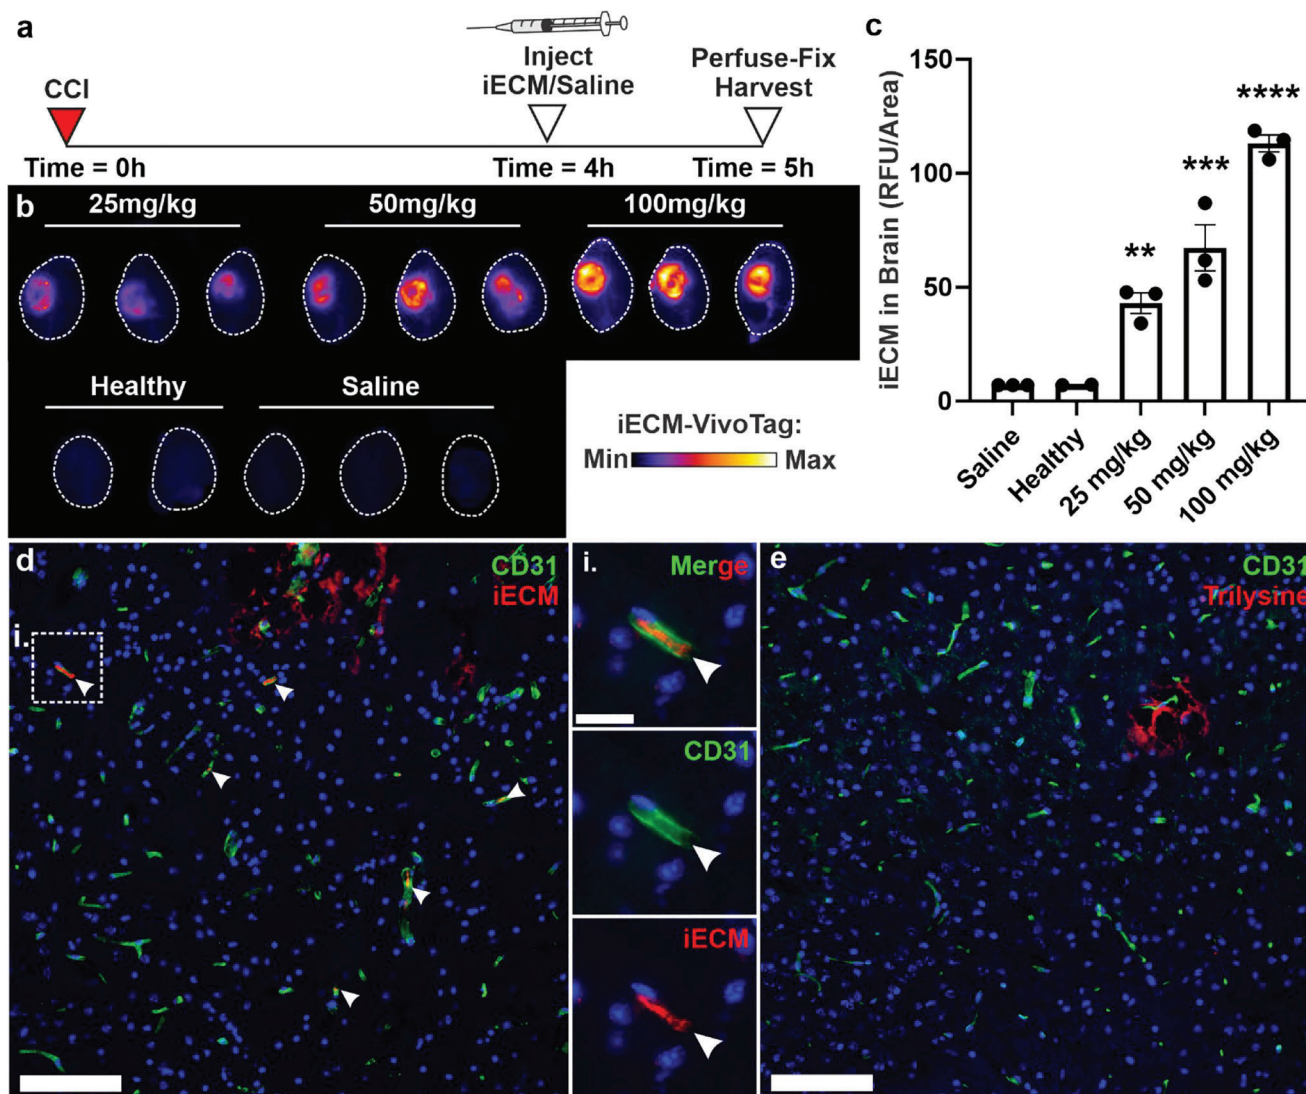 a
CCI
Inject
iECM/Saline
Perfuse-Fix
Harvest
Time = 0h
Time = 4h
Time = 5h
b
25mg/kg
50mg/kg
100mg/kg
Healthy
Saline
iECM-VivoTag:
Min
Max
c
iECM in Brain (RFU/Area)
150
100
50
0
**
***
****
Saline
Healthy
25 mg/kg
50 mg/kg
100 mg/kg
d
CD31
iECM
i.
i.
Merge
CD31
iECM
e
CD31
Trilysine